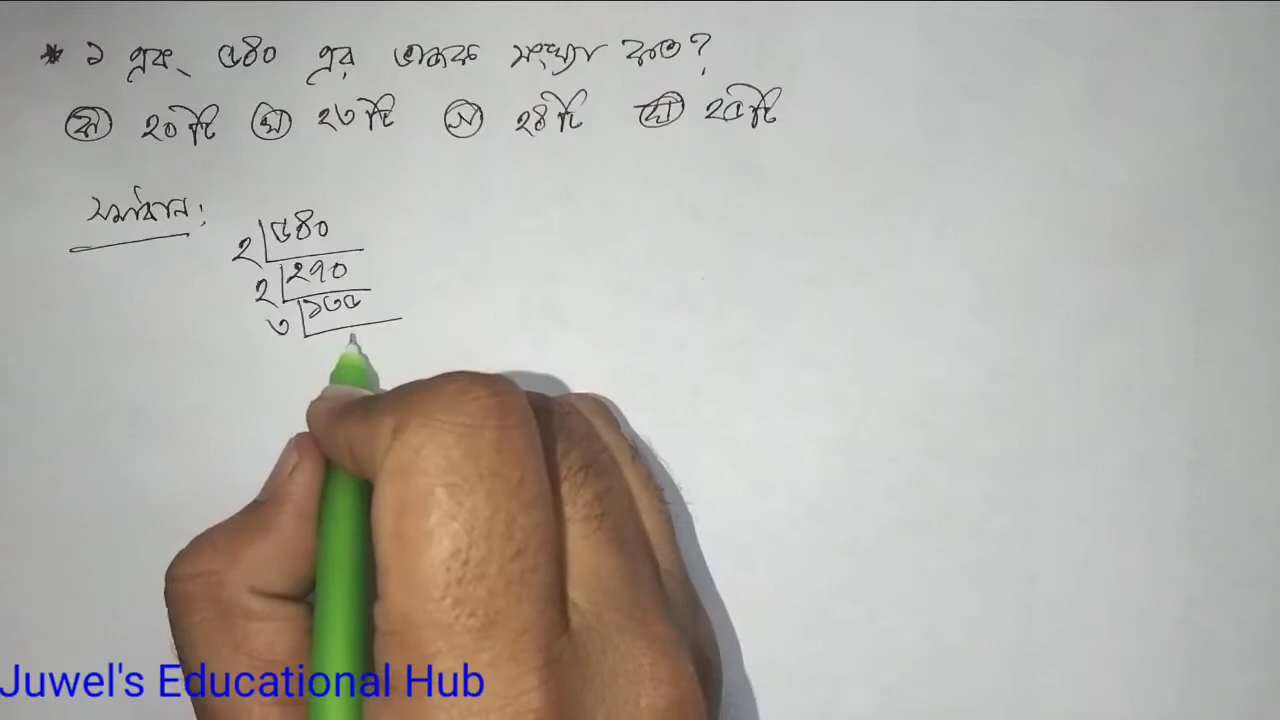 * ১ এবং ৫৪০ এর ভাজক সংখ্যা কত?
ক ২০টি খ ২৩টি গ ২৪টি ঘ ২৫টি
সমাধান:
২ ৫৪০
২ ২৭০
৩ ১৩৫
Juwel's Educational Hub